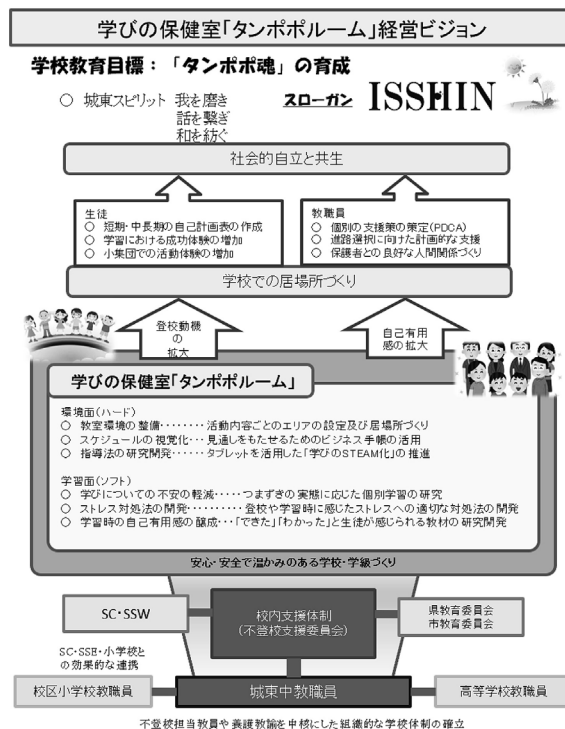 学びの保健室「タンポポルーム」経営ビジョン
学校教育目標：「タンポポ魂」の育成
○ 城東スピリット 我を磨き
話を繋ぎ
和を紡ぐ
スローガン ISSHIN
社会的自立と共生
生徒
○ 短期・中長期の自己計画表の作成
○ 学習における成功体験の増加
○ 小集団での活動体験の増加
教職員
○ 個別の支援策の策定(PDCA)
○ 進路選択に向けた計画的な支援
○ 保護者との良好な人間関係づくり
学校での居場所づくり
登校動機
の
拡大
自己有用
感の拡大
学びの保健室「タンポポルーム」
環境面(ハード)
○ 教室環境の整備・・・・・・・・活動内容ごとのエリアの設定及び居場所づくり
○ スケジュールの視覚化・・・見通しをもたせるためのビジネス手帳の活用
○ 指導法の研究開発・・・・・・タブレットを活用した「学びのSTEAM化」の推進
学習面(ソフト)
○ 学びについての不安の軽減・・・・・つまずきの実態に応じた個別学習の研究
○ ストレス対処法の開発・・・・・・・・・・登校や学習時に感じたストレスへの適切な対処法の開発
○ 学習時の自己有用感の醸成・・・「できた」「わかった」と生徒が感じられる教材の研究開発
安心・安全で温かみのある学校・学級づくり
SC・SSW
校内支援体制
(不登校支援委員会)
県教育委員会
市教育委員会
SC・SSE・小学校と
の効果的な連携
校区小学校教職員
城東中教職員
高等学校教職員
不登校担当教員や養護教諭を中核にした組織的な学校体制の確立